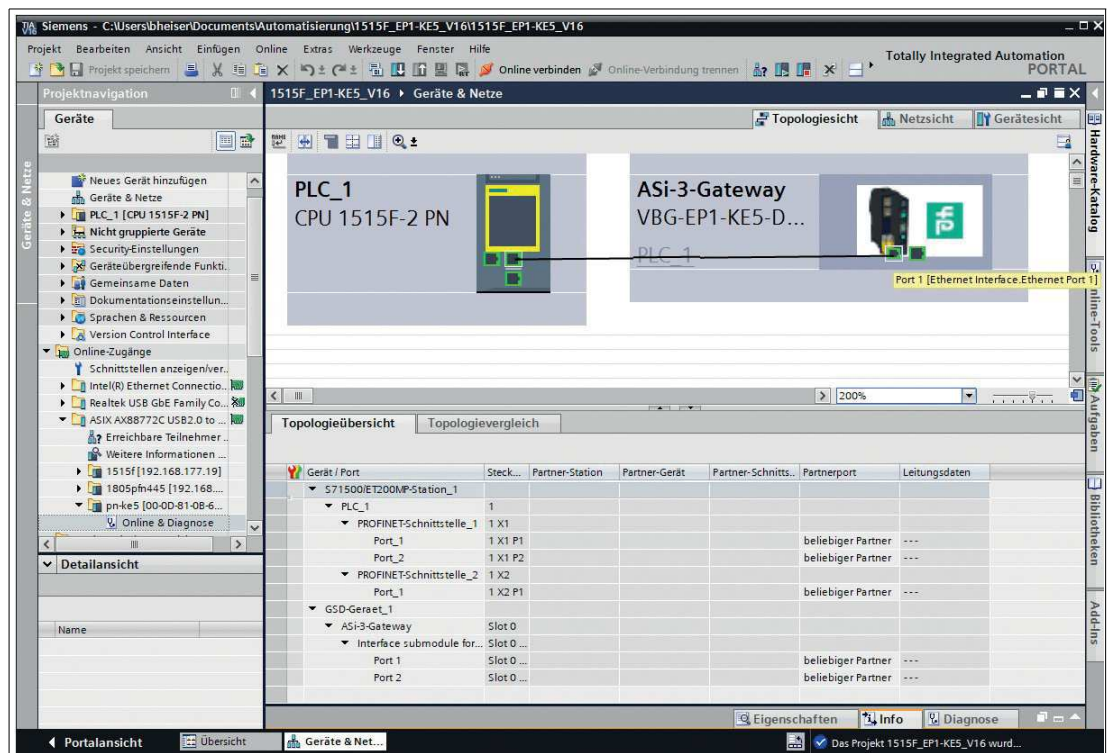 Siemens - C:\Users\bheiser\Documents\Automatisierung\1515F_EP1-KE5_V16\1515F_EP1-KE5_V16
Projekt Bearbeiten Ansicht Einfügen Online Extras Werkzeuge Fenster Hilfe
Projekt speichern
Online verbinden
Online-Verbindung trennen
Totally Integrated Automation
PORTAL
Projektnavigation
1515F_EP1-KE5_V16 Geräte & Netze
Geräte
Topologiesicht
Netzsicht
Gerätesicht
Geräte & Netze
Neues Gerät hinzufügen
Geräte & Netze
PLC_1 [CPU 1515F-2 PN]
Nicht gruppierte Geräte
Security-Einstellungen
Geräteübergreifende Funkti...
Gemeinsame Daten
Dokumentationseinstellun...
Sprachen & Ressourcen
Version Control Interface
Online-Zugänge
Schnittstellen anzeigen/ver...
Intel(R) Ethernet Connectio...
Realtek USB GbE Family Co...
ASIX AX88772C USB2.0 to ...
Erreichbare Teilnehmer ...
Weitere Informationen ...
1515f [192.168.177.19]
1805pfn445 [192.168....
pn-ke5 [00-0D-81-0B-6...
Online & Diagnose
Detailansicht
Name
PLC_1
CPU 1515F-2 PN
ASi-3-Gateway
VBG-EP1-KE5-D...
PLC_1
Port 1 [Ethernet Interface.Ethernet Port 1]
200%
Topologieübersicht
Topologievergleich
Gerät / Port Steck... Partner-Station Partner-Gerät Partner-Schnitts... Partnerport Leitungsdaten
S71500/ET200MP-Station_1
PLC_1 1
PROFINET-Schnittstelle_1 1 X1
Port_1 1 X1 P1 beliebiger Partner ---
Port_2 1 X1 P2 beliebiger Partner ---
PROFINET-Schnittstelle_2 1 X2
Port_1 1 X2 P1 beliebiger Partner ---
GSD-Geraet_1
ASi-3-Gateway Slot 0
Interface submodule for... Slot 0 ...
Port 1 Slot 0 ... beliebiger Partner ---
Port 2 Slot 0 ... beliebiger Partner ---
Eigenschaften
Info
Diagnose
Hardware-Katalog
Online-Tools
Aufgaben
Bibliotheken
Add-Ins
Portalansicht
Übersicht
Geräte & Net...
Das Projekt 1515F_EP1-KE5_V16 wurd...